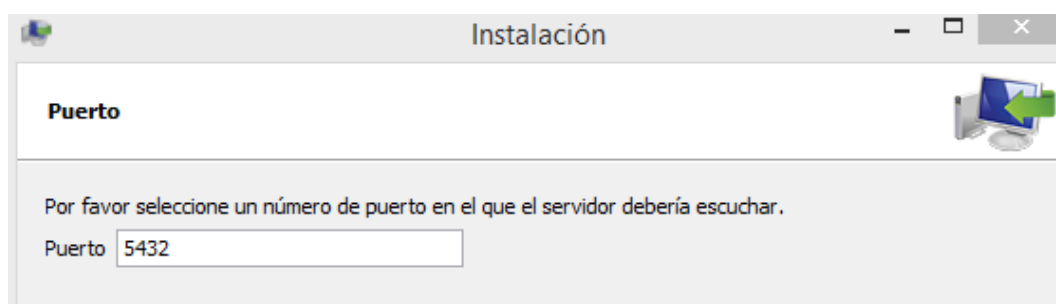 Instalación
Puerto
Por favor seleccione un número de puerto en el que el servidor debería escuchar.
Puerto 5432